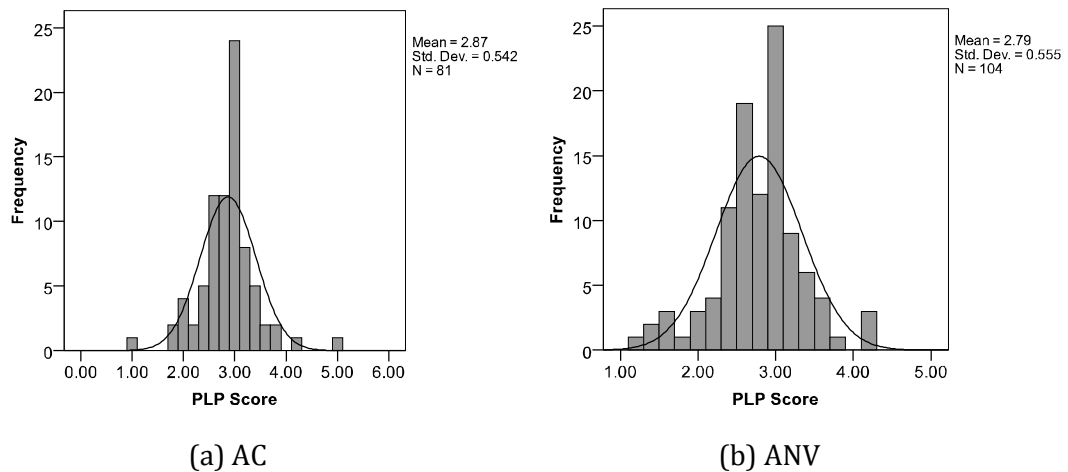 25
20
15
10
5
0
Frequency
0.00 1.00 2.00 3.00 4.00 5.00 6.00
PLP Score
Mean = 2.87
Std. Dev. = 0.542
N = 81
(a) AC
25
20
15
10
5
0
Frequency
1.00 2.00 3.00 4.00 5.00
PLP Score
Mean = 2.79
Std. Dev. = 0.555
N = 104
(b) ANV